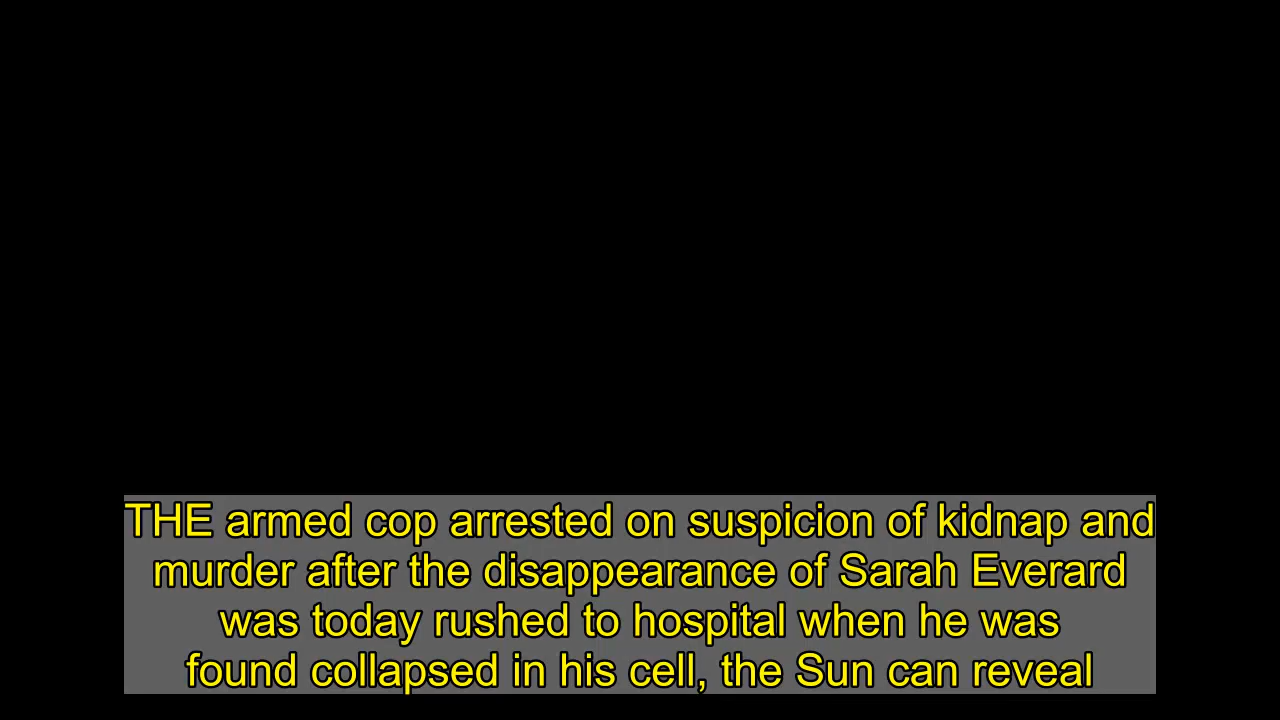 THE armed cop arrested on suspicion of kidnap and
murder after the disappearance of Sarah Everard
was today rushed to hospital when he was
found collapsed in his cell, the Sun can reveal